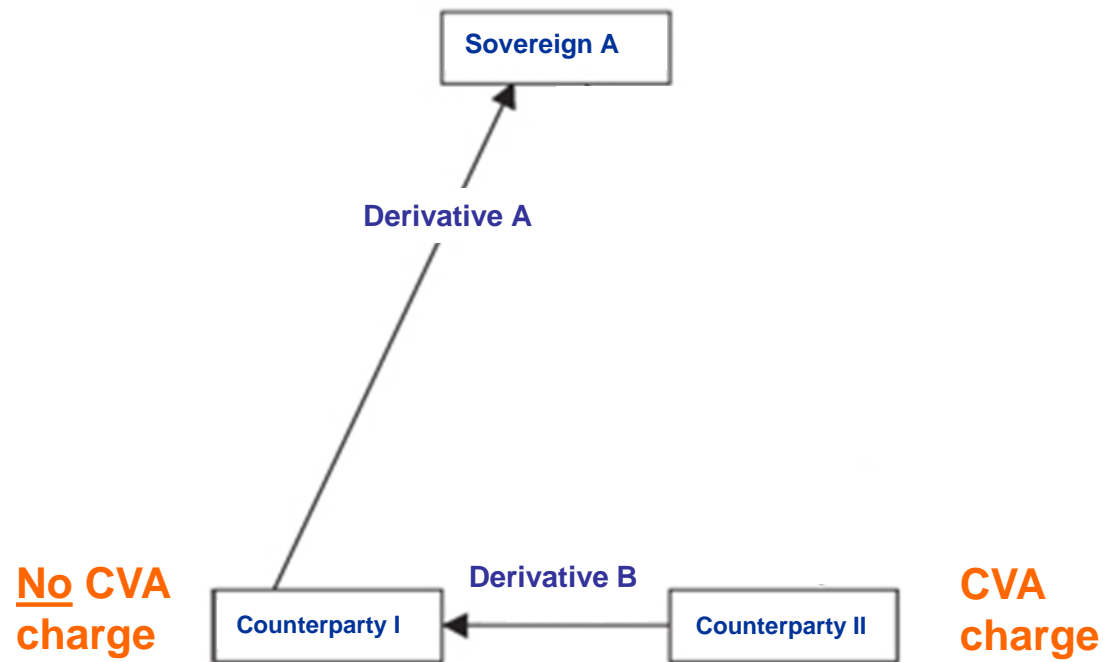 Sovereign A
Derivative A
No CVA
charge
Counterparty I
Derivative B
Counterparty II
CVA
charge